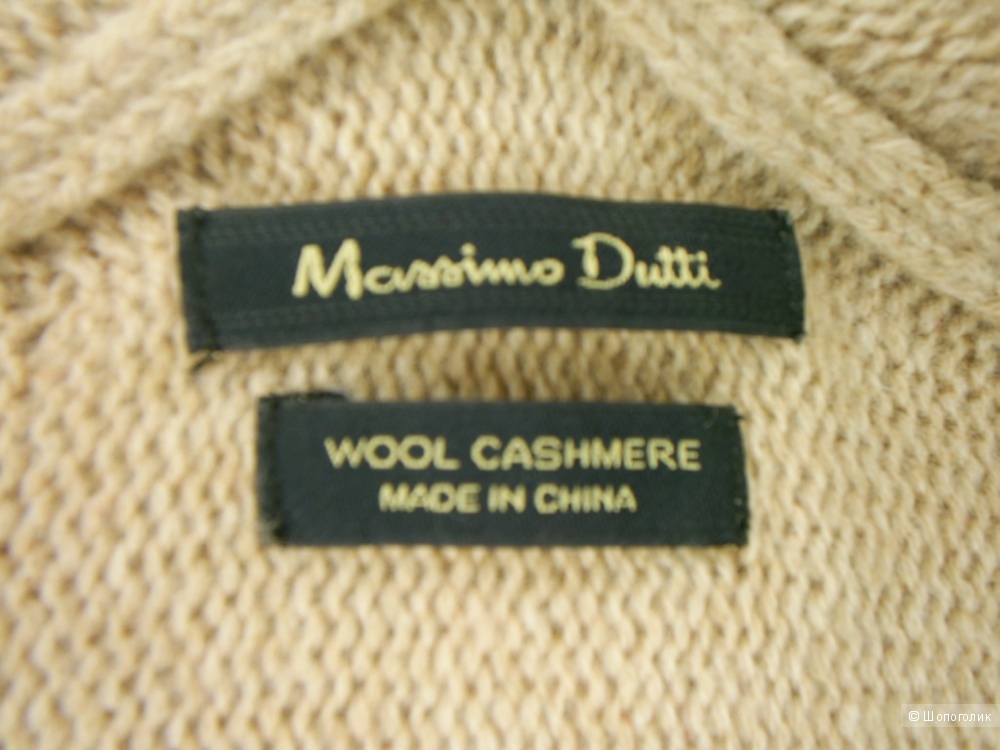 Massimo Dutti
WOOL CASHMERE
MADE IN CHINA
© Шопоголик